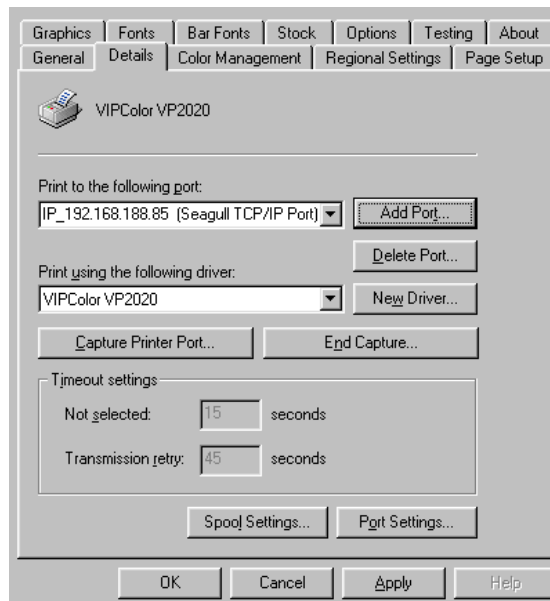 Graphics Fonts Bar Fonts Stock Options Testing About
General Details Color Management Regional Settings Page Setup
VIPColor VP2020
Print to the following port:
IP_192.168.188.85 (Seagull TCP/IP Port) Add Port...
Delete Port...
Print using the following driver:
VIPColor VP2020 New Driver...
Capture Printer Port... End Capture...
Timeout settings
Not selected: 15 seconds
Transmission retry: 45 seconds
Spool Settings... Port Settings...
OK Cancel Apply Help